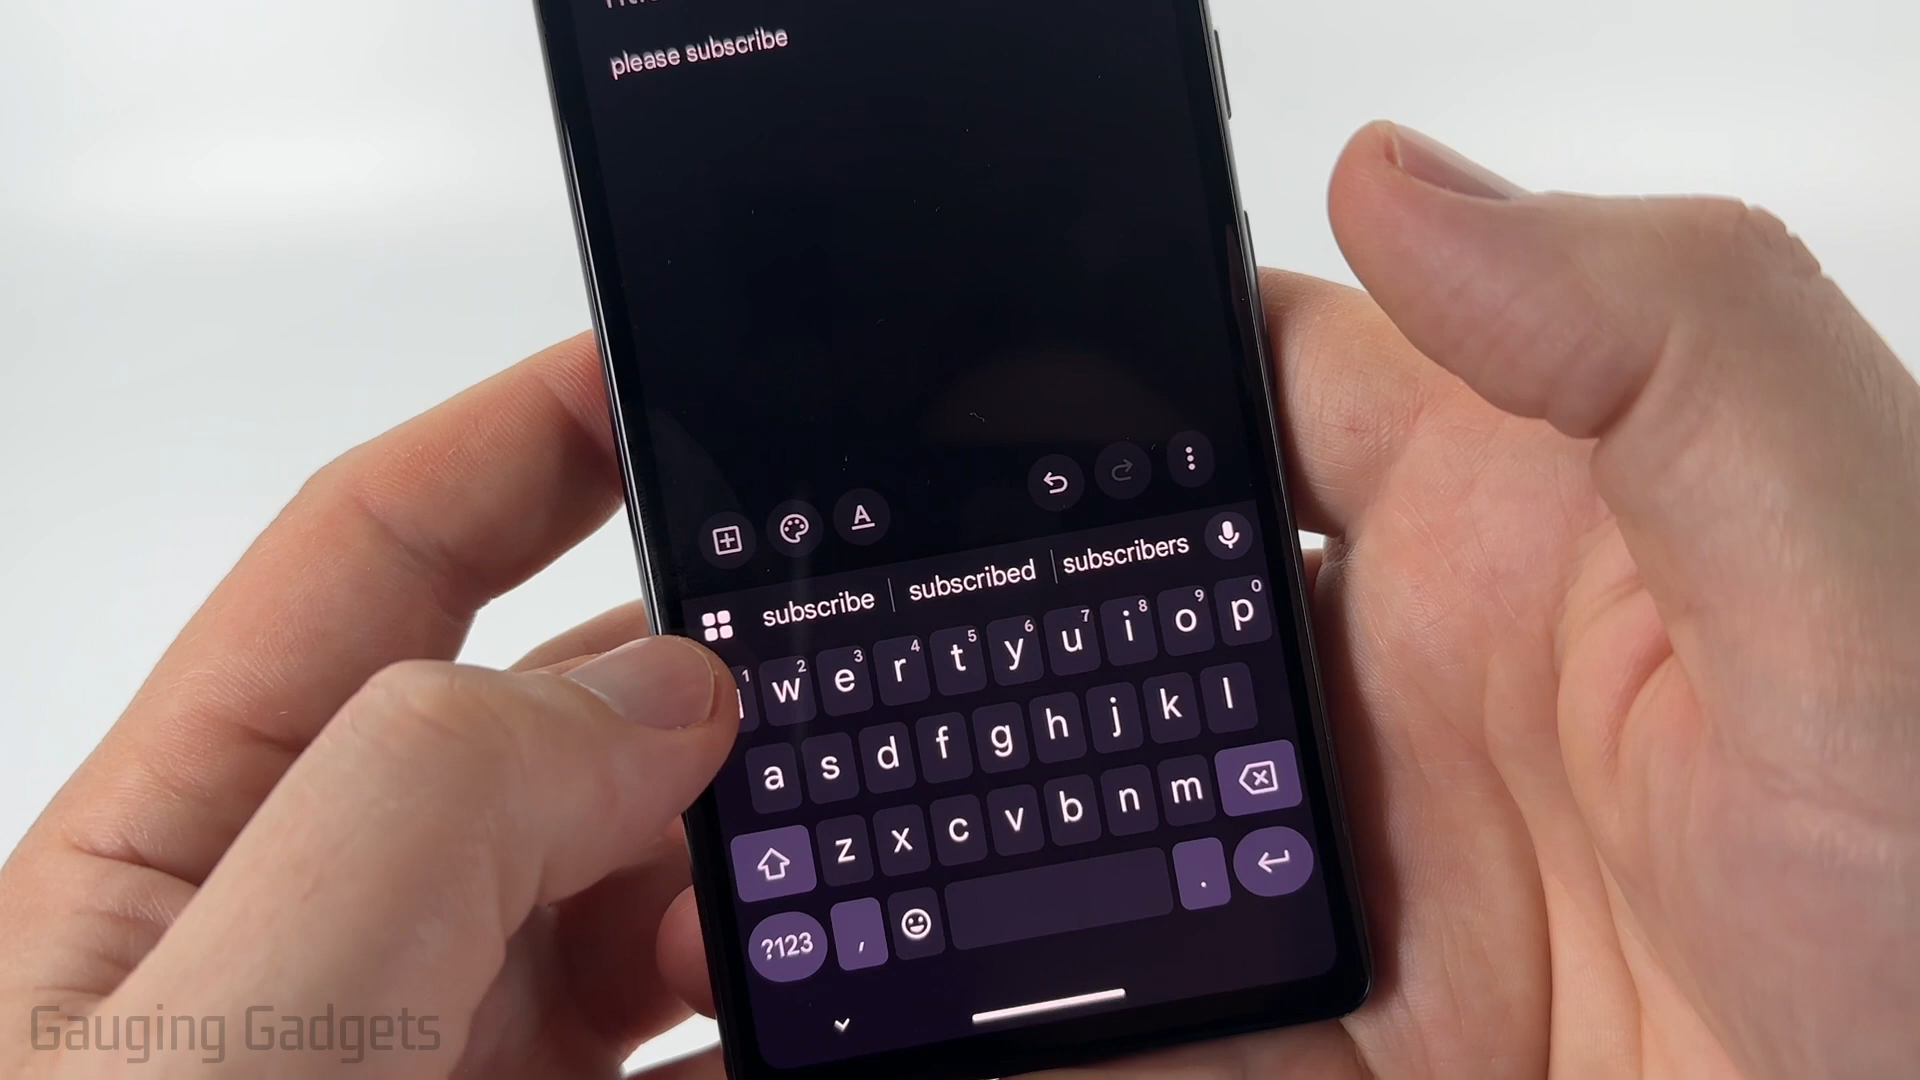 please subscribe
subscribe subscribed subscribers
1 2 3 4 5 6 7 8 9 0
w e r t y u i o p
a s d f g h j k l
z x c v b n m
?123 , .
Gauging Gadgets